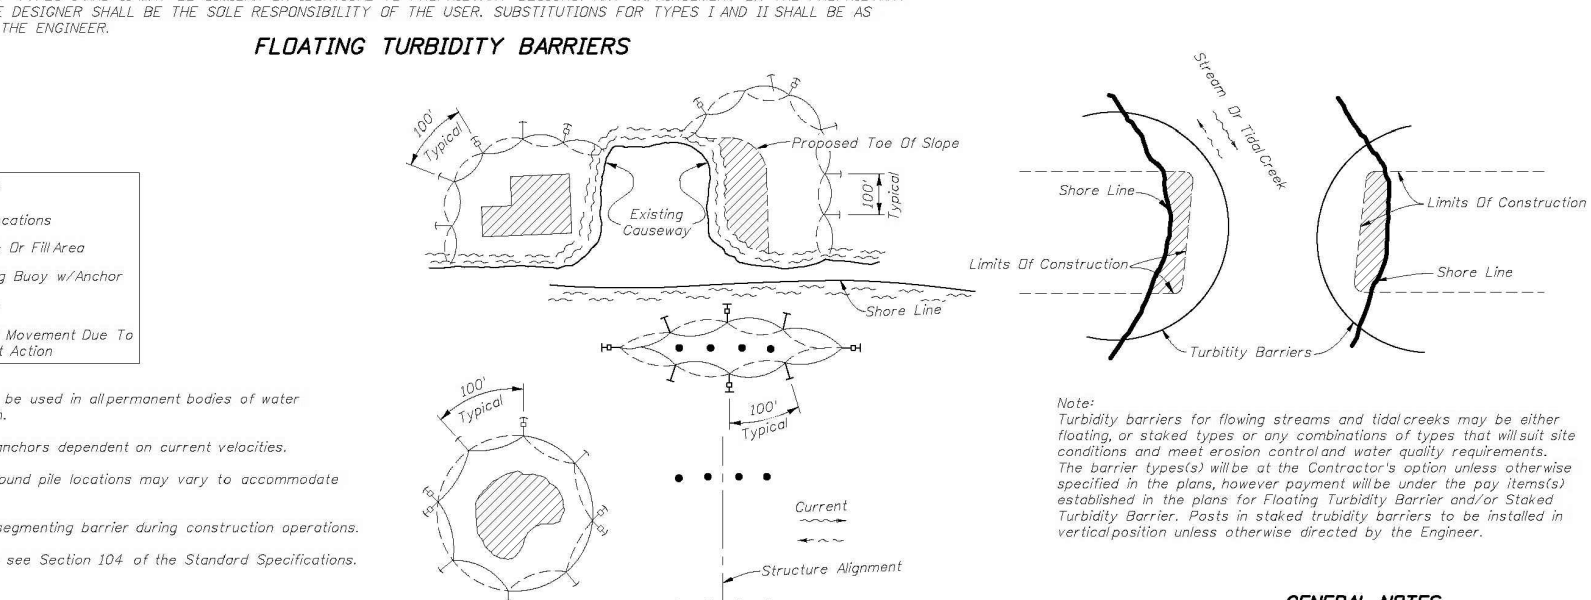 E DESIGNER SHALL BE THE SOLE RESPONSIBILITY OF THE USER. SUBSTITUTIONS FOR TYPES I AND II SHALL BE AS
THE ENGINEER.
FLOATING TURBIDITY BARRIERS
100'
Typical
Proposed Toe Of Slope
100'
Typical
Existing
Causeway
Shore Line
cations
Or Fill Area
g Buoy w/Anchor
Movement Due To
t Action
be used in all permanent bodies of water
n.
anchors dependent on current velocities.
ound pile locations may vary to accommodate
segmenting barrier during construction operations.
see Section 104 of the Standard Specifications.
100'
Typical
100'
Typical
Current
Structure Alignment
Stream Or Tidal Creek
Shore Line
Limits Of Construction
Limits Of Construction
Shore Line
Turbitity Barriers
Note:
Turbidity barriers for flowing streams and tidal creeks may be either
floating, or staked types or any combinations of types that will suit site
conditions and meet erosion control and water quality requirements.
The barrier types(s) will be at the Contractor's option unless otherwise
specified in the plans, however payment will be under the pay items(s)
established in the plans for Floating Turbidity Barrier and/or Staked
Turbidity Barrier. Posts in staked trubidity barriers to be installed in
vertical position unless otherwise directed by the Engineer.
GENERAL NOTES